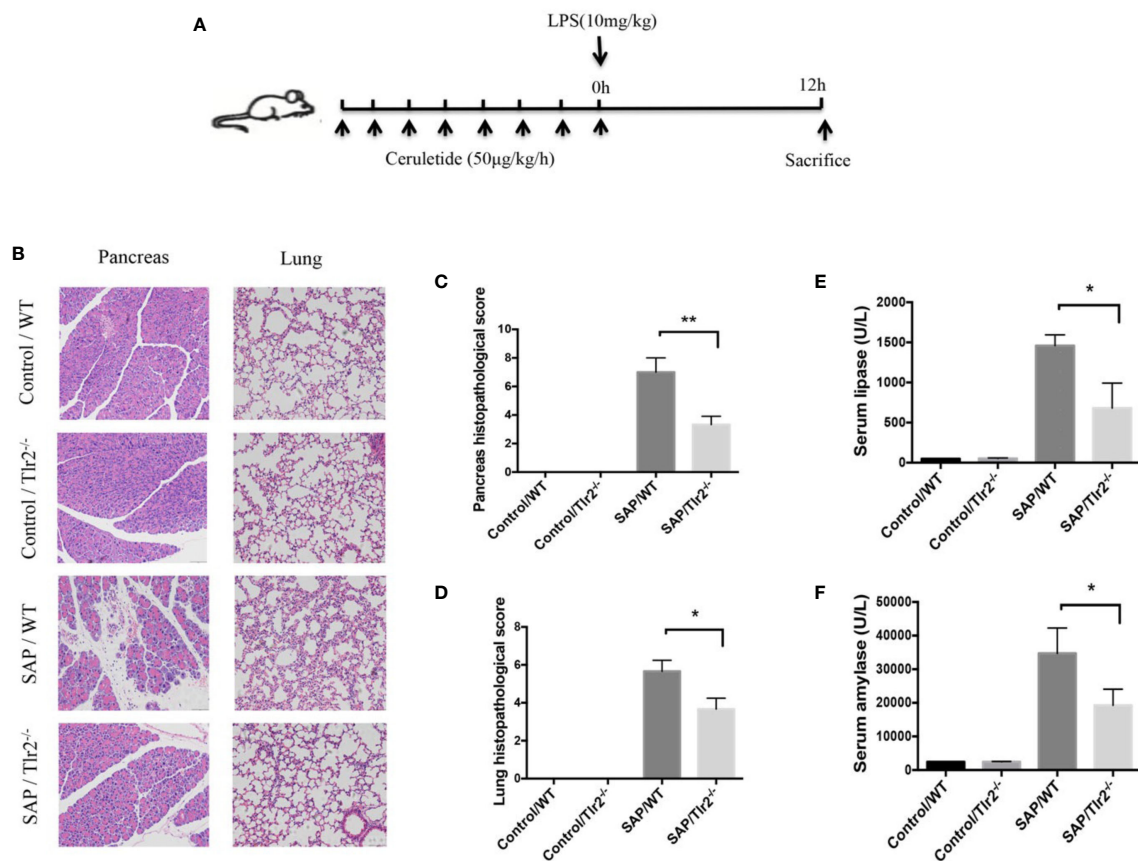 A
LPS(10mg/kg)
0h
12h
Ceruletide (50μg/kg/h)
Sacrifice
B
Pancreas
Lung
Control / WT
Control / Tlr2-/-
SAP / WT
SAP / Tlr2-/-
C
Pancreas histopathological score
10
8
6
4
2
0
**
Control/WT
Control/Tlr2-/-
SAP/WT
SAP/Tlr2-/-
D
Lung histopathological score
8
6
4
2
0
*
Control/WT
Control/Tlr2-/-
SAP/WT
SAP/Tlr2-/-
E
Serum lipase (U/L)
2000
1500
1000
500
0
*
Control/WT
Control/Tlr2-/-
SAP/WT
SAP/Tlr2-/-
F
Serum amylase (U/L)
50000
40000
30000
20000
10000
0
*
Control/WT
Control/Tlr2-/-
SAP/WT
SAP/Tlr2-/-